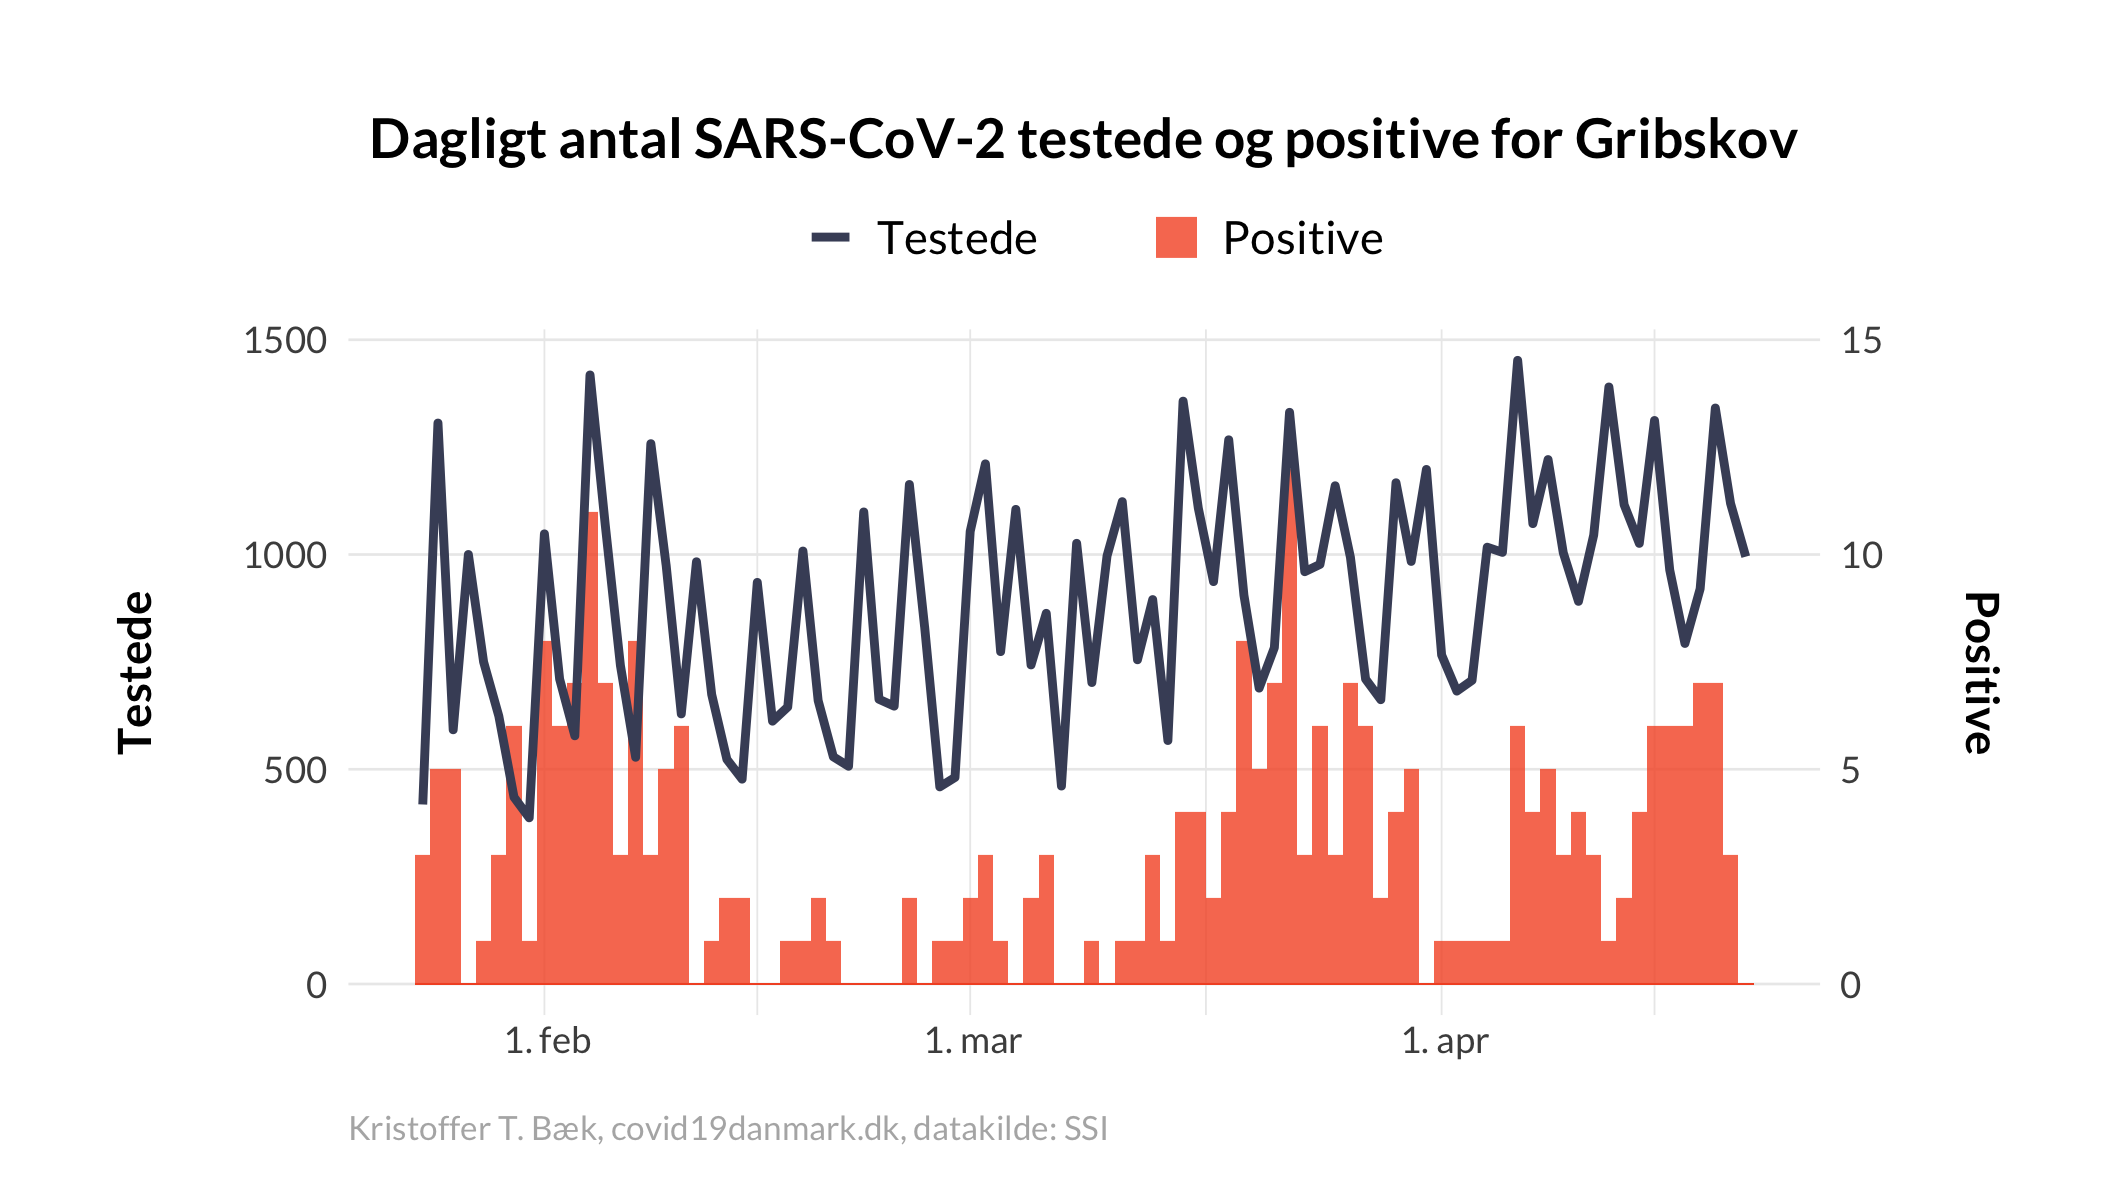 Dagligt antal SARS-CoV-2 testede og positive for Gribskov
Testede Positive
1500 15
1000 10
500 5
0 0
Testede
Positive
1. feb 1. mar 1. apr
Kristoffer T. Bæk, covid19danmark.dk, datakilde: SSI